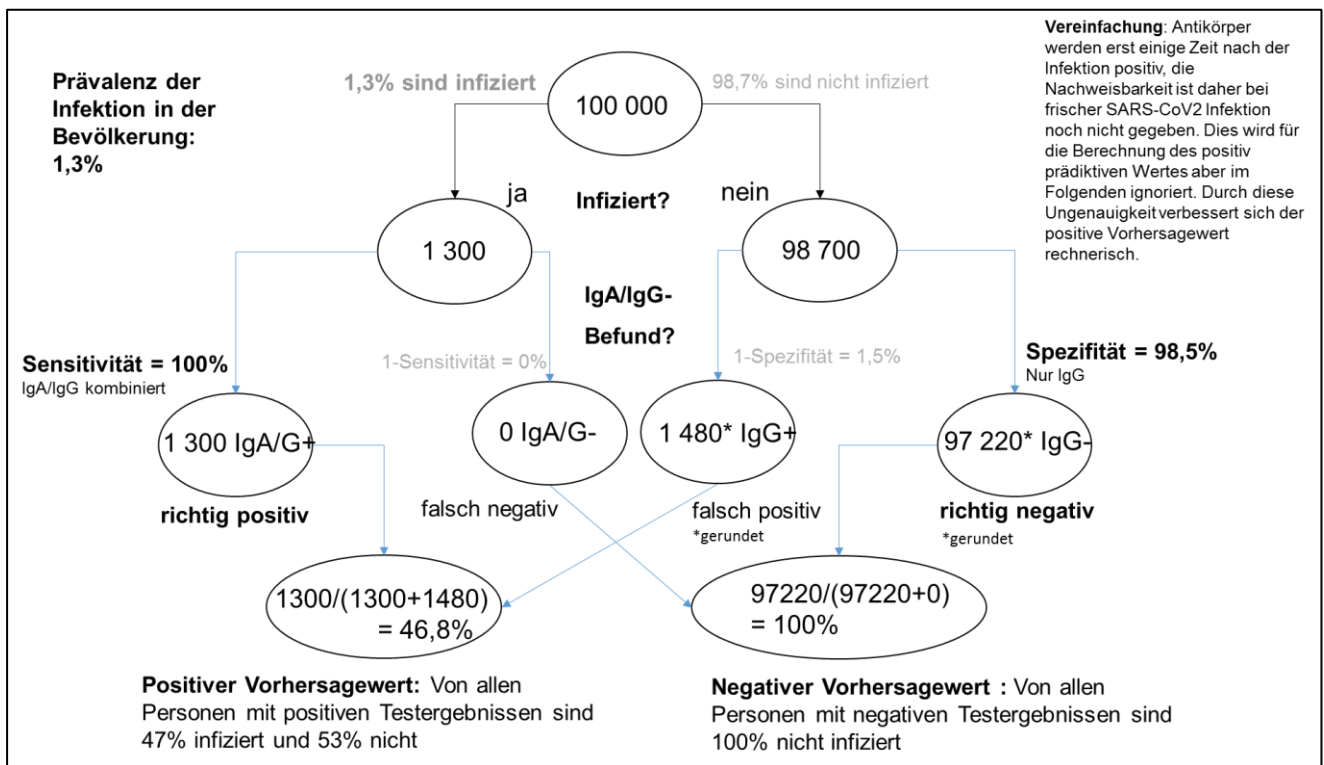 Prävalenz der
Infektion in der
Bevölkerung:
1,3%
1,3% sind infiziert
98,7% sind nicht infiziert
100 000
Vereinfachung: Antikörper
werden erst einige Zeit nach der
Infektion positiv, die
Nachweisbarkeit ist daher bei
frischer SARS-CoV2 Infektion
noch nicht gegeben. Dies wird für
die Berechnung des positiv
prädiktiven Wertes aber im
Folgenden ignoriert. Durch diese
Ungenauigkeit verbessert sich der
positive Vorhersagewert
rechnerisch.
ja
Infiziert?
nein
1 300
98 700
IgA/IgG-
Befund?
Sensitivität = 100%
IgA/IgG kombiniert
1-Sensitivität = 0%
1-Spezifität = 1,5%
Spezifität = 98,5%
Nur IgG
1 300 IgA/G+
0 IgA/G-
1 480* IgG+
97 220* IgG-
richtig positiv
falsch negativ
falsch positiv
*gerundet
richtig negativ
*gerundet
1300/(1300+1480)
= 46,8%
97220/(97220+0)
= 100%
Positiver Vorhersagewert: Von allen
Personen mit positiven Testergebnissen sind
47% infiziert und 53% nicht
Negativer Vorhersagewert : Von allen
Personen mit negativen Testergebnissen sind
100% nicht infiziert